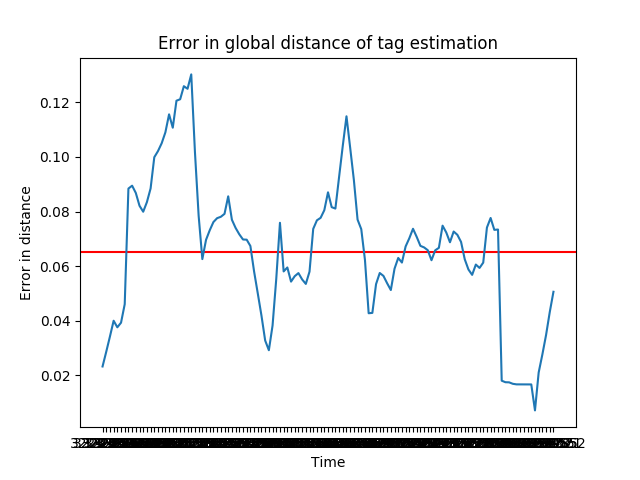 Error in global distance of tag estimation
0.12
0.10
0.08
0.06
0.04
0.02
Error in distance
Time